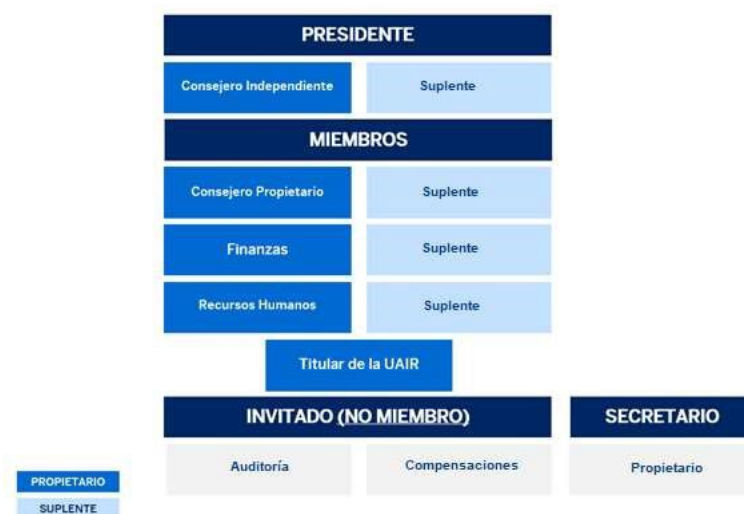 PRESIDENTE
Consejero Independiente
Suplente
MIEMBROS
Consejero Propietario
Suplente
Finanzas
Suplente
Recursos Humanos
Suplente
Titular de la UAIR
INVITADO (NO MIEMBRO)
SECRETARIO
Auditoría
Compensaciones
Propietario
PROPIETARIO
SUPLENTE